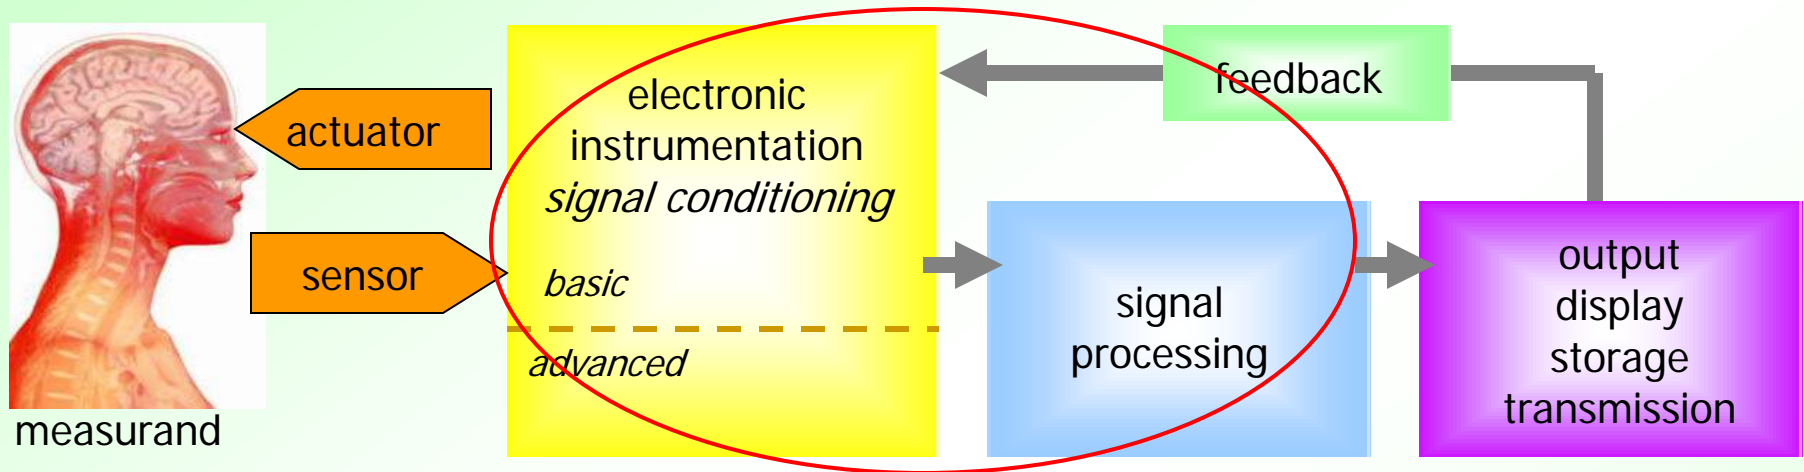 measurand
actuator
sensor
electronic
instrumentation
signal conditioning
basic
advanced
feedback
signal
processing
output
display
storage
transmission